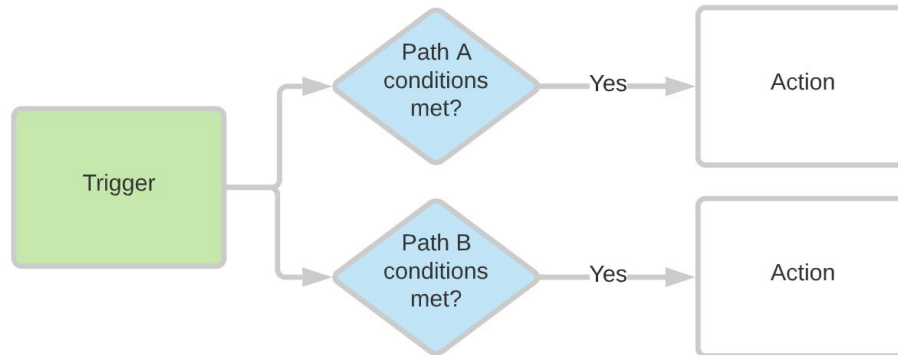 Trigger
Path A
conditions
met?
Yes
Action
Path B
conditions
met?
Yes
Action